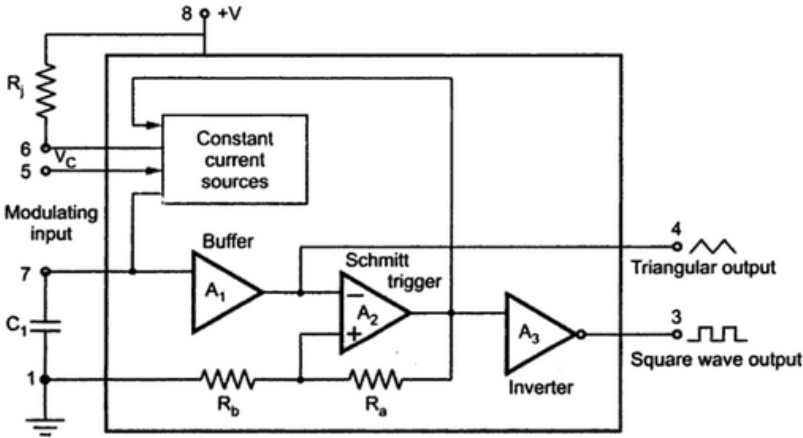 8 +V
Rj
6 VC
5
Constant
current
sources
Modulating
input
Buffer
7
A1
Schmitt
trigger
A2
4
Triangular output
C1
A3
3
Square wave output
1
Rb
Ra
Inverter